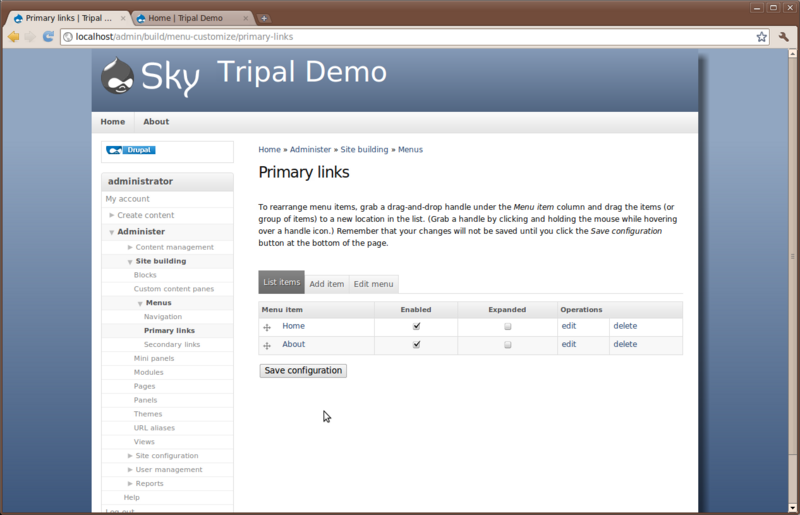 Primary links | Tripal ...
Home | Tripal Demo
localhost/admin/build/menu-customize/primary-links
Sky Tripal Demo
Home About
Drupal
administrator
My account
Create content
Administer
Content management
Site building
Blocks
Custom content panes
Menus
Navigation
Primary links
Secondary links
Mini panels
Modules
Pages
Panels
Themes
URL aliases
Views
Site configuration
User management
Reports
Help
Log out
Home » Administer » Site building » Menus
Primary links
To rearrange menu items, grab a drag-and-drop handle under the Menu item column and drag the items (or
group of items) to a new location in the list. (Grab a handle by clicking and holding the mouse while hovering
over a handle icon.) Remember that your changes will not be saved until you click the Save configuration
button at the bottom of the page.
List items Add item Edit menu
Menu item Enabled Expanded Operations
Home edit delete
About edit delete
Save configuration